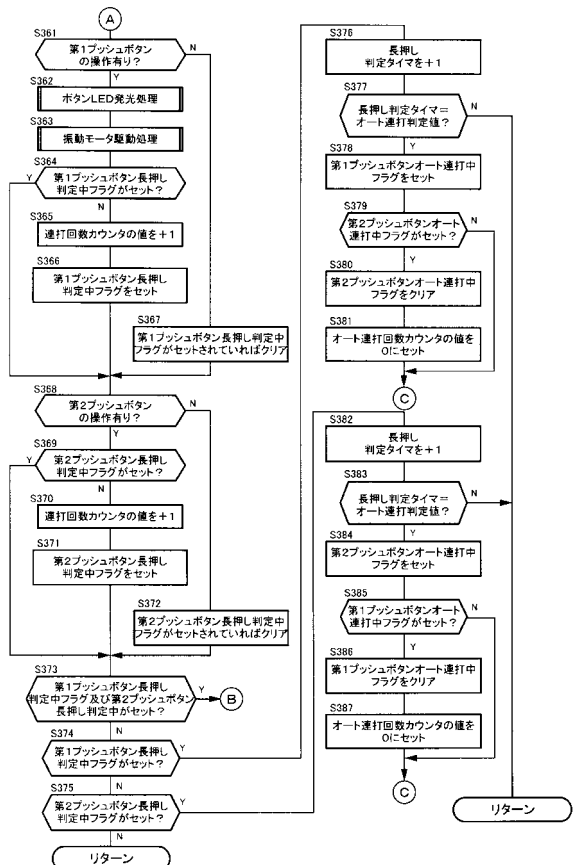 A
S361
第1プッシュボタン
の操作有り?
N
Y
S362
ボタンLED発光処理
S363
振動モータ駆動処理
S364
Y
第1プッシュボタン長押し
判定中フラグがセット?
N
S365
連打回数カウンタの値を+1
S366
第1プッシュボタン長押し
判定中フラグをセット
S367
第1プッシュボタン長押し判定中
フラグがセットされていればクリア
S368
第2プッシュボタン
の操作有り?
N
Y
S369
Y
第2プッシュボタン長押し
判定中フラグがセット?
N
S370
連打回数カウンタの値を+1
S371
第2プッシュボタン長押し
判定中フラグをセット
S372
第2プッシュボタン長押し判定中
フラグがセットされていればクリア
S373
第1プッシュボタン長押し
判定中フラグ及び第2プッシュボタン
長押し判定中がセット?
Y
B
N
S374
第1プッシュボタン長押し
判定中フラグがセット?
Y
N
S375
第2プッシュボタン長押し
判定中フラグがセット?
Y
N
リターン
S376
長押し
判定タイマを+1
S377
長押し判定タイマ=
オート連打判定値?
N
Y
S378
第1プッシュボタンオート連打中
フラグをセット
S379
第2プッシュボタンオート
連打中フラグがセット?
N
Y
S380
第2プッシュボタンオート連打中
フラグをクリア
S381
オート連打回数カウンタの値を
0にセット
C
S382
長押し
判定タイマを+1
S383
長押し判定タイマ=
オート連打判定値?
N
Y
S384
第2プッシュボタンオート連打中
フラグをセット
S385
第1プッシュボタンオート
連打中フラグがセット?
N
Y
S386
第1プッシュボタンオート連打中
フラグをクリア
S387
オート連打回数カウンタの値を
0にセット
C
リターン